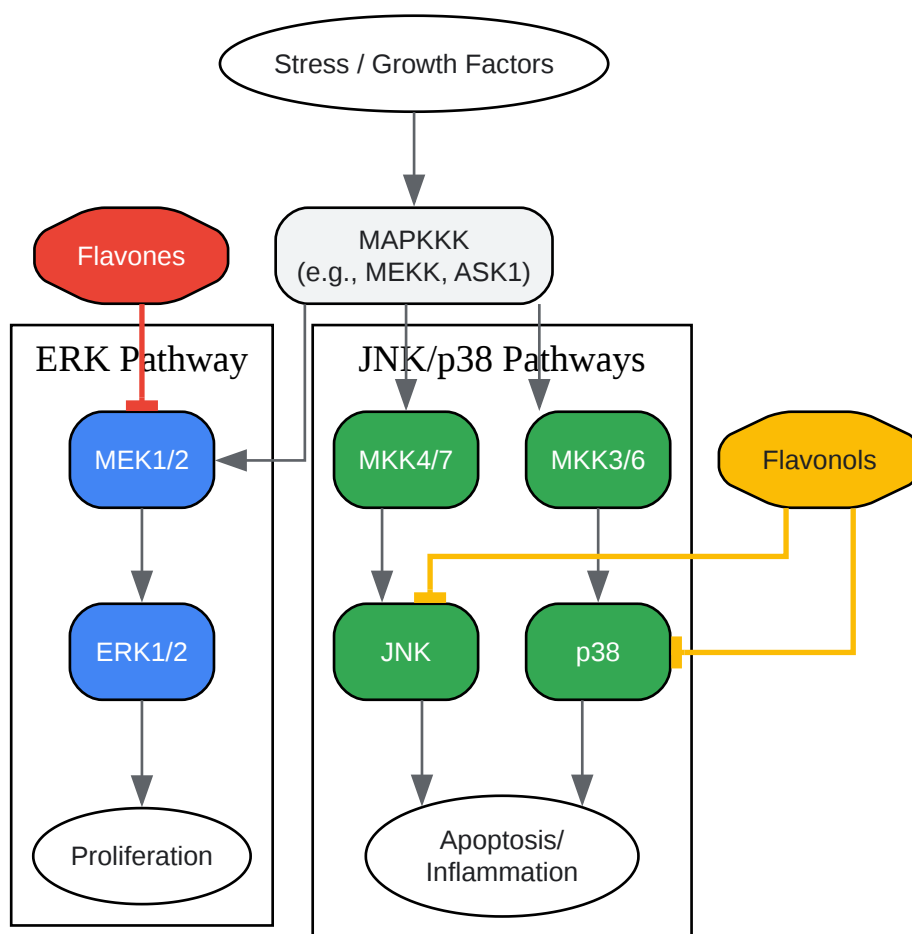 Stress / Growth Factors
MAPKKK
(e.g., MEKK, ASK1)
Flavones
ERK Pathway
JNK/p38 Pathways
MEK1/2
MKK4/7
MKK3/6
Flavonols
ERK1/2
JNK
p38
Proliferation
Apoptosis/
Inflammation